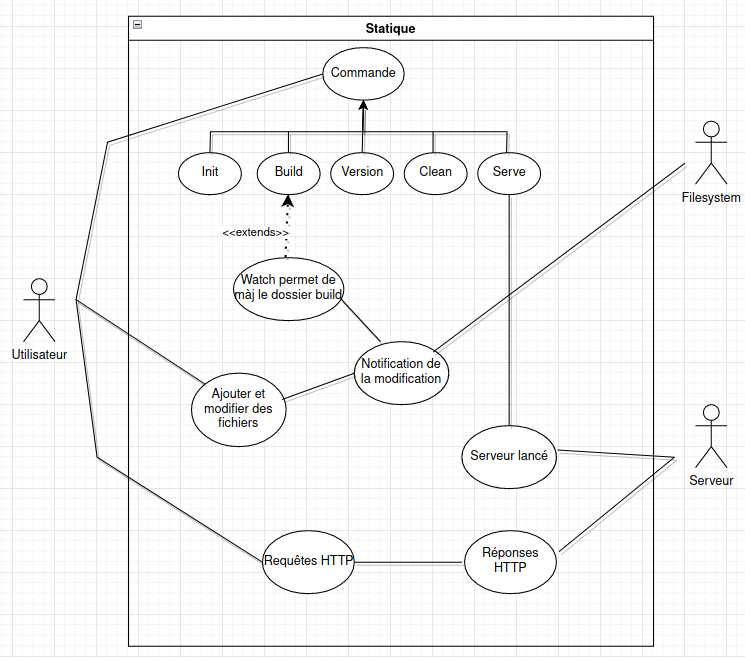 Statique
Commande
Init
Build
Version
Clean
Serve
Filesystem
<<extends>>
Watch permet de
màj le dossier build
Utilisateur
Notification de
la modification
Ajouter et
modifier des
fichiers
Serveur lancé
Serveur
Requêtes HTTP
Réponses
HTTP